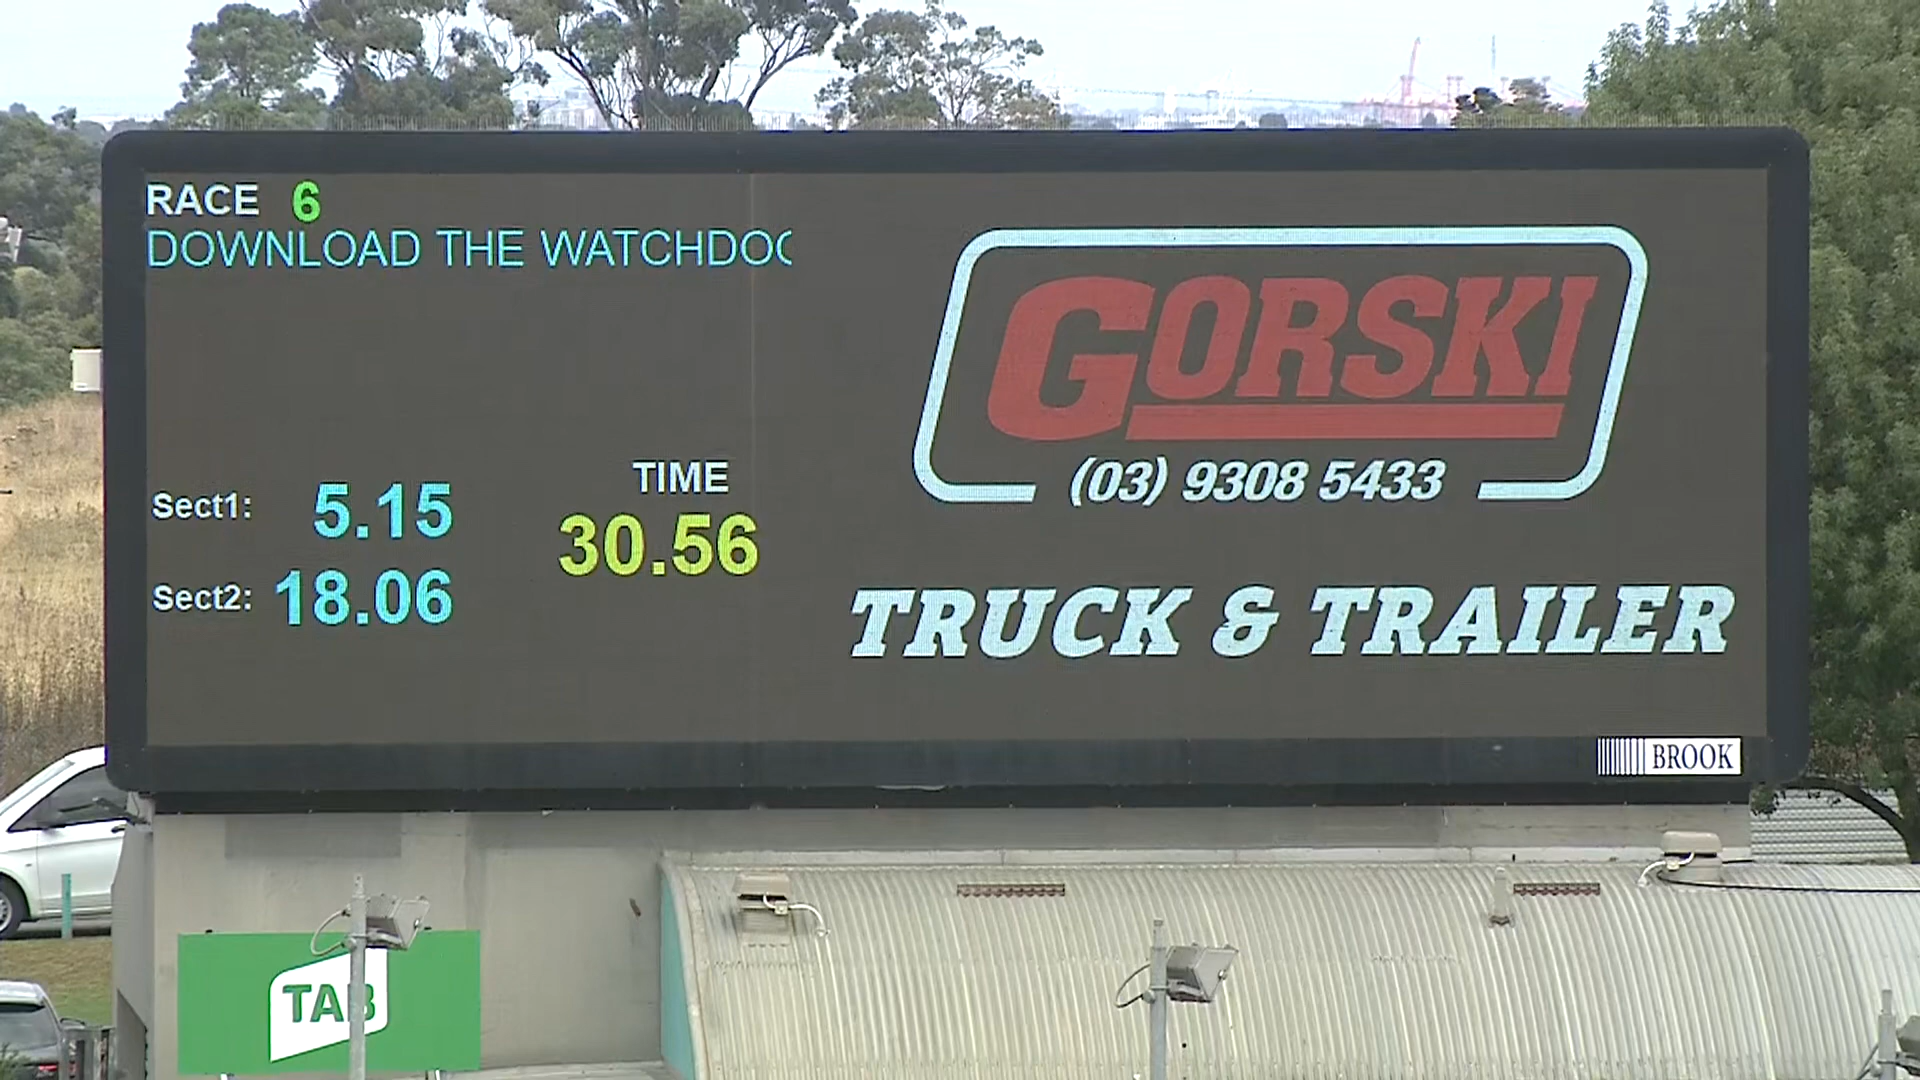 RACE 6
DOWNLOAD THE WATCHDO
Sect1: 5.15
Sect2: 18.06
TIME
30.56
GORSKI
(03) 9308 5433
TRUCK & TRAILER
BROOK
TAB